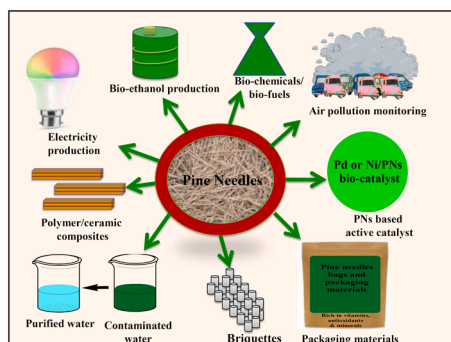 Bio-ethanol production
Bio-chemicals/
bio-fuels
Air pollution monitoring
Electricity
production
Pine Needles
Pd or Ni/PNs
bio-catalyst
PNs based
active catalyst
Polymer/ceramic
composites
Purified water
Contaminated
water
Briquettes
Pine needles
bags and
packaging
materials
Rich in vitamins,
antioxidants
& minerals
Packaging materials